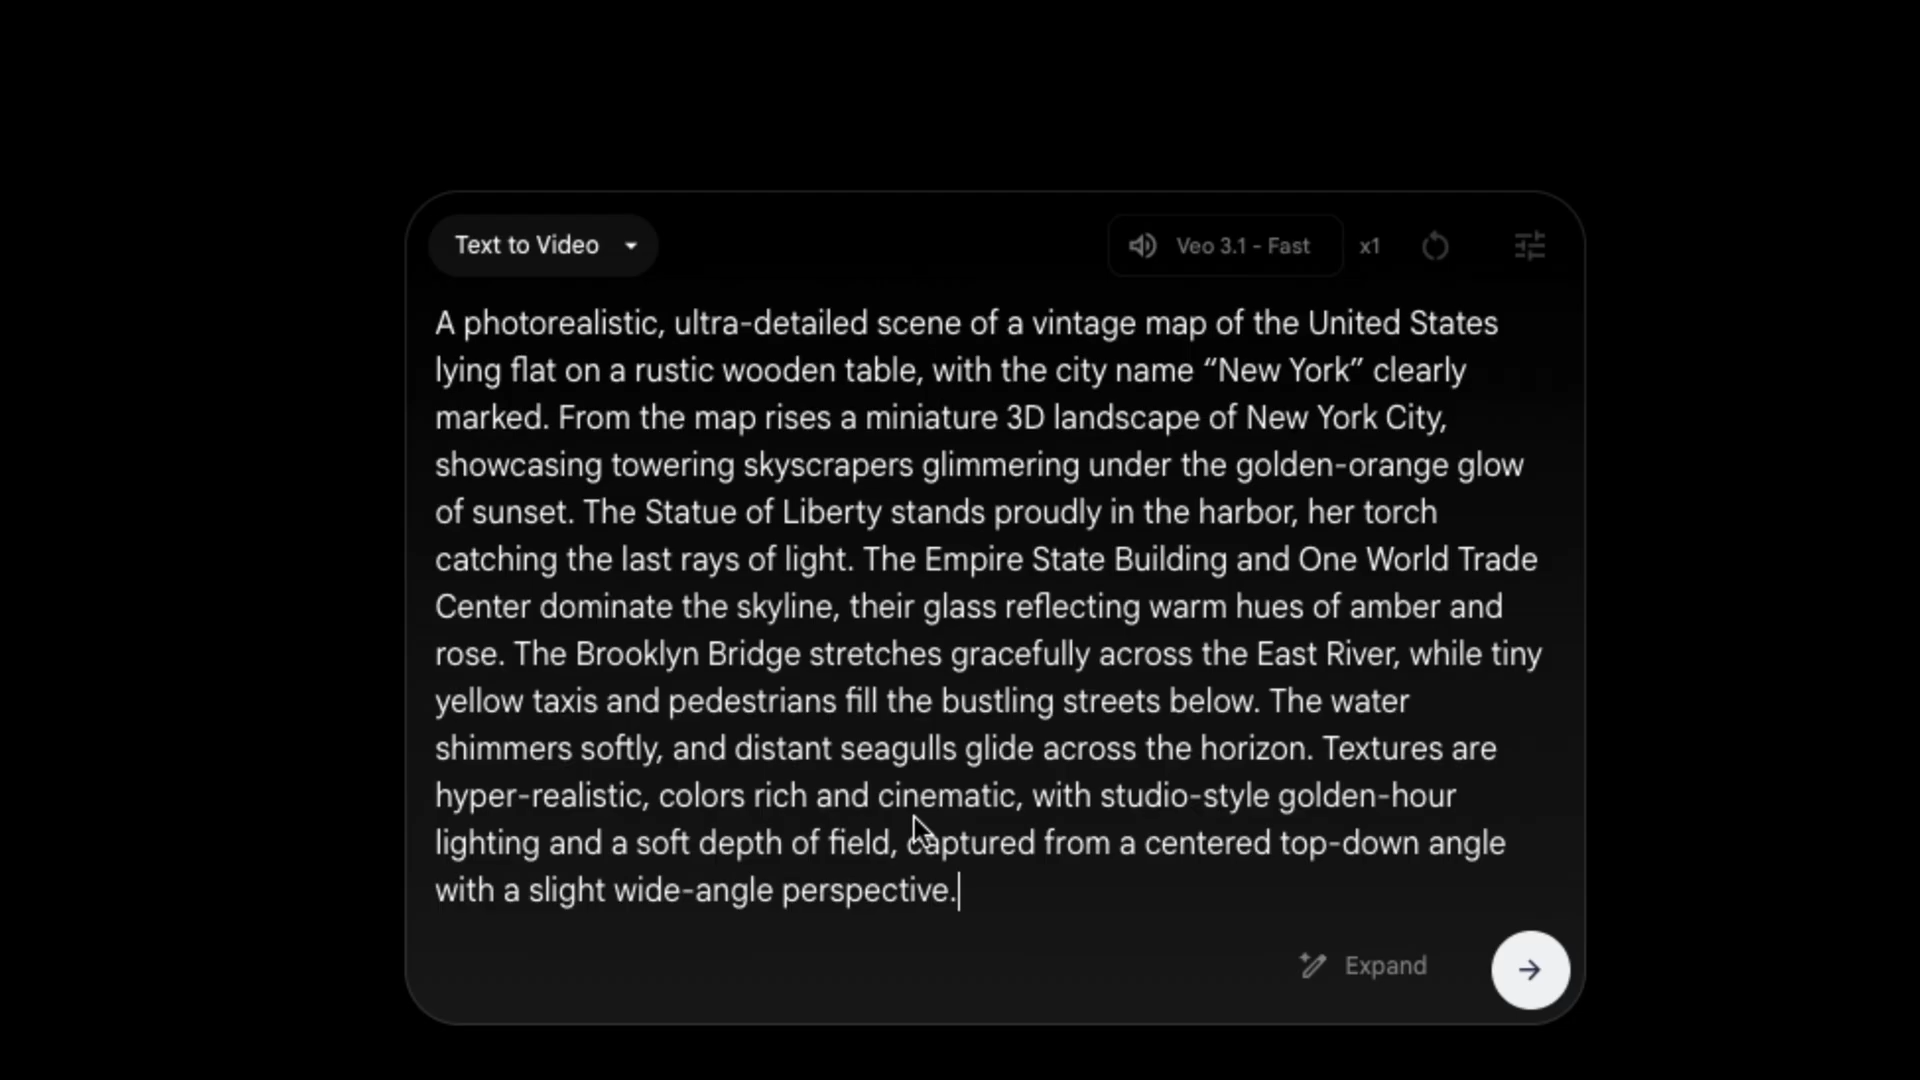 Text to Video
Veo 3.1 - Fast
x1
A photorealistic, ultra-detailed scene of a vintage map of the United States
lying flat on a rustic wooden table, with the city name “New York” clearly
marked. From the map rises a miniature 3D landscape of New York City,
showcasing towering skyscrapers glimmering under the golden-orange glow
of sunset. The Statue of Liberty stands proudly in the harbor, her torch
catching the last rays of light. The Empire State Building and One World Trade
Center dominate the skyline, their glass reflecting warm hues of amber and
rose. The Brooklyn Bridge stretches gracefully across the East River, while tiny
yellow taxis and pedestrians fill the bustling streets below. The water
shimmers softly, and distant seagulls glide across the horizon. Textures are
hyper-realistic, colors rich and cinematic, with studio-style golden-hour
lighting and a soft depth of field, captured from a centered top-down angle
with a slight wide-angle perspective.
Expand